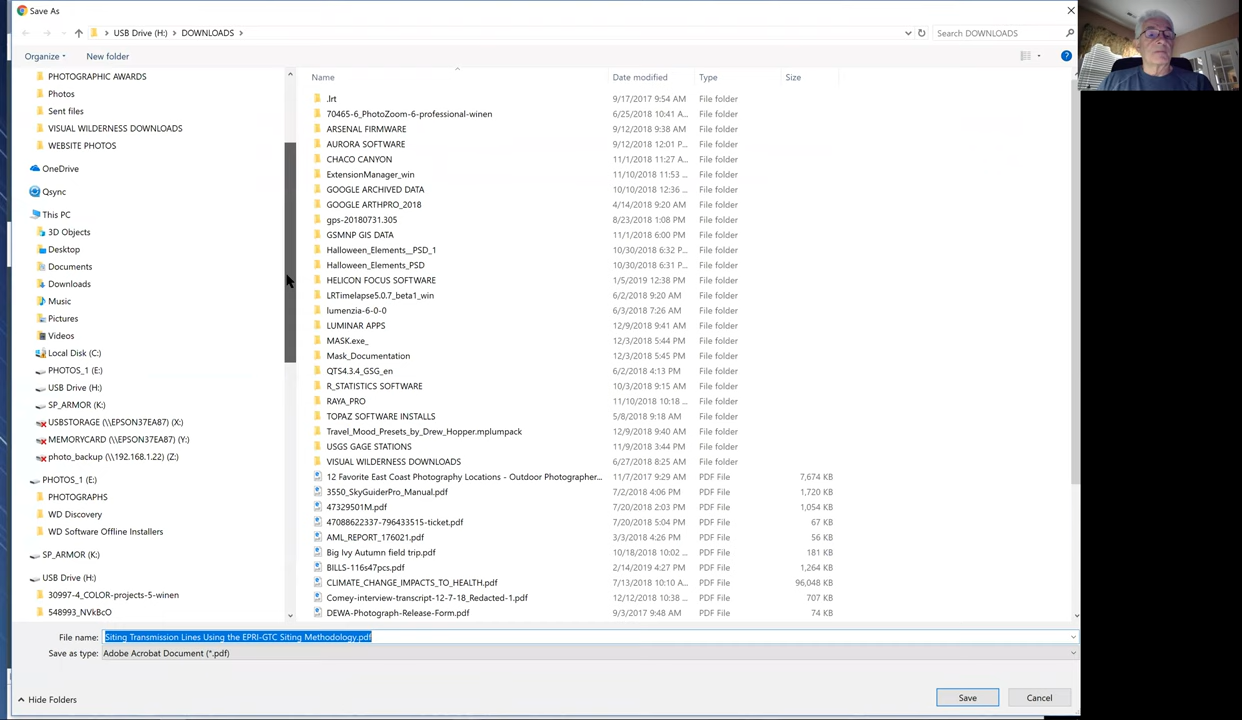 Save As
USB Drive (H:) > DOWNLOADS >
Search DOWNLOADS
Organize
New folder
PHOTOGRAPHIC AWARDS
Photos
Sent files
VISUAL WILDERNESS DOWNLOADS
WEBSITE PHOTOS
OneDrive
Qsync
This PC
3D Objects
Desktop
Documents
Downloads
Music
Pictures
Videos
Local Disk (C:)
PHOTOS_1 (E:)
USB Drive (H:)
SP_ARMOR (K:)
USBSTORAGE (\\EPSON37EA87) (X:)
MEMORYCARD (\\EPSON37EA87) (Y:)
photo_backup (\\192.168.1.22) (Z:)
PHOTOS_1 (E:)
PHOTOGRAPHS
WD Discovery
WD Software Offline Installers
SP_ARMOR (K:)
USB Drive (H:)
30997-4_COLOR-projects-5-winen
548993_NVkBcO
Name Date modified Type Size
.lrt 9/17/2017 9:54 AM File folder
70465-6_PhotoZoom-6-professional-winen 6/25/2018 10:41 A... File folder
ARSENAL FIRMWARE 9/12/2018 9:38 AM File folder
AURORA SOFTWARE 9/12/2018 12:01 P... File folder
CHACO CANYON 11/1/2018 11:27 A... File folder
ExtensionManager_win 11/10/2018 11:53 ... File folder
GOOGLE ARCHIVED DATA 10/10/2018 12:36 ... File folder
GOOGLE ARTHPRO_2018 4/14/2018 9:20 AM File folder
gps-20180731.305 8/23/2018 1:08 PM File folder
GSMNP GIS DATA 11/1/2018 6:00 PM File folder
Halloween_Elements__PSD_1 10/30/2018 6:32 P... File folder
Halloween_Elements_PSD 10/30/2018 6:31 P... File folder
HELICON FOCUS SOFTWARE 1/5/2019 12:38 PM File folder
LRTimelapse5.0.7_beta1_win 6/2/2018 9:20 AM File folder
lumenzia-6-0-0 6/3/2018 7:26 AM File folder
LUMINAR APPS 12/9/2018 9:41 AM File folder
MASK.exe_ 12/3/2018 5:44 PM File folder
Mask_Documentation 12/3/2018 5:45 PM File folder
QTS4.3.4_GSG_en 6/2/2018 4:13 PM File folder
R_STATISTICS SOFTWARE 10/3/2018 9:15 AM File folder
RAYA_PRO 11/10/2018 10:18 ... File folder
TOPAZ SOFTWARE INSTALLS 5/8/2018 9:18 AM File folder
Travel_Mood_Presets_by_Drew_Hopper.mplumpack 12/9/2018 9:40 AM File folder
USGS GAGE STATIONS 11/9/2018 3:44 PM File folder
VISUAL WILDERNESS DOWNLOADS 6/27/2018 8:25 AM File folder
12 Favorite East Coast Photography Locations - Outdoor Photographer... 11/7/2017 9:29 AM PDF File 7,674 KB
3550_SkyGuiderPro_Manual.pdf 7/2/2018 4:06 PM PDF File 1,720 KB
47329501M.pdf 7/20/2018 2:03 PM PDF File 1,054 KB
47088622337-796433515-ticket.pdf 7/20/2018 5:04 PM PDF File 67 KB
AML_REPORT_176021.pdf 3/3/2018 4:26 PM PDF File 56 KB
Big Ivy Autumn field trip.pdf 10/18/2018 10:02 ... PDF File 181 KB
BILLS-116s47pcs.pdf 2/14/2019 4:27 PM PDF File 1,264 KB
CLIMATE_CHANGE_IMPACTS_TO_HEALTH.pdf 7/13/2018 10:10 A... PDF File 96,048 KB
Comey-interview-transcript-12-7-18_Redacted-1.pdf 12/12/2018 10:38 ... PDF File 707 KB
DEWA-Photograph-Release-Form.pdf 9/3/2017 9:48 AM PDF File 74 KB
File name: Siting Transmission Lines Using the EPRI-GTC Siting Methodology.pdf
Save as type: Adobe Acrobat Document (*.pdf)
Hide Folders
Save
Cancel